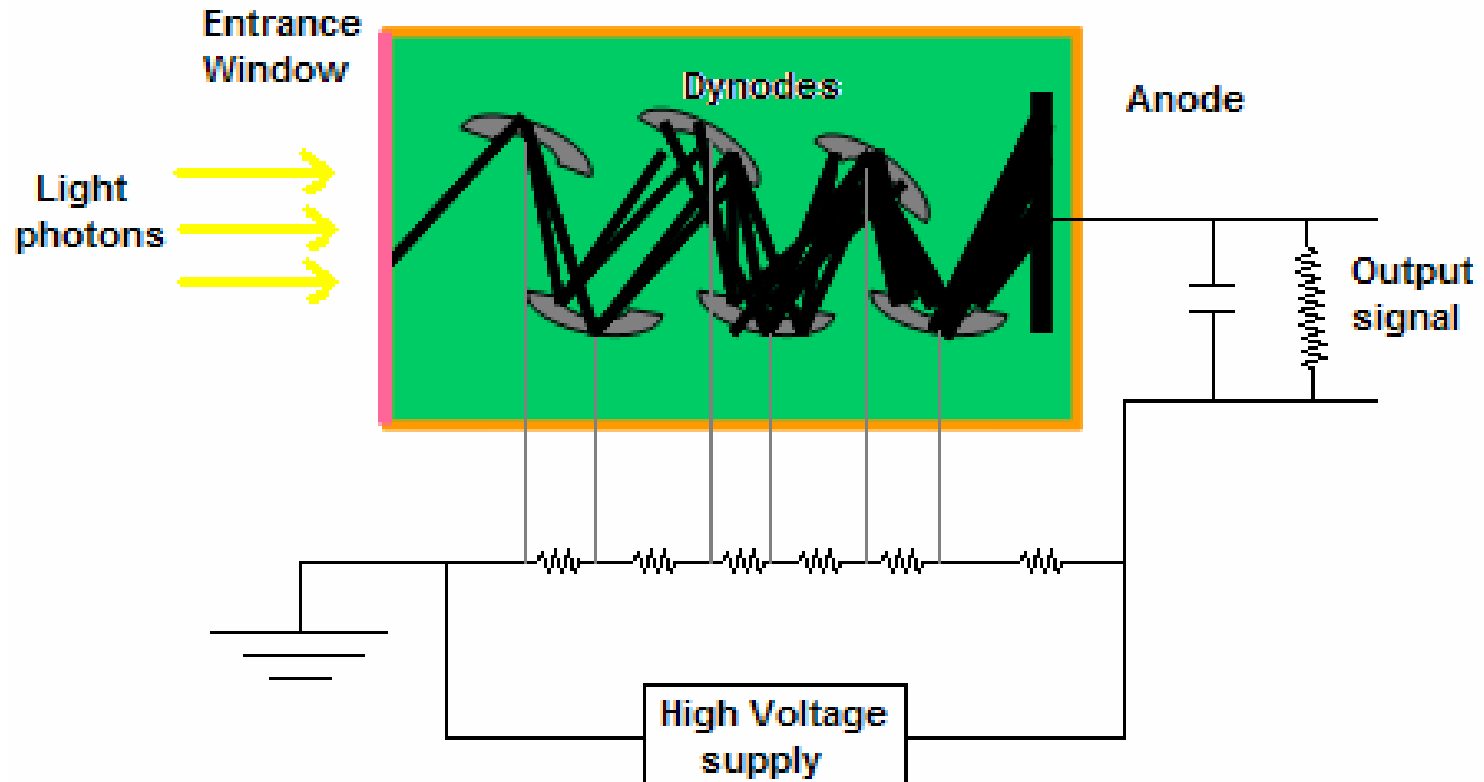 Entrance
Window
Dynodes
Anode
Light
photons
Output
signal
High Voltage
supply